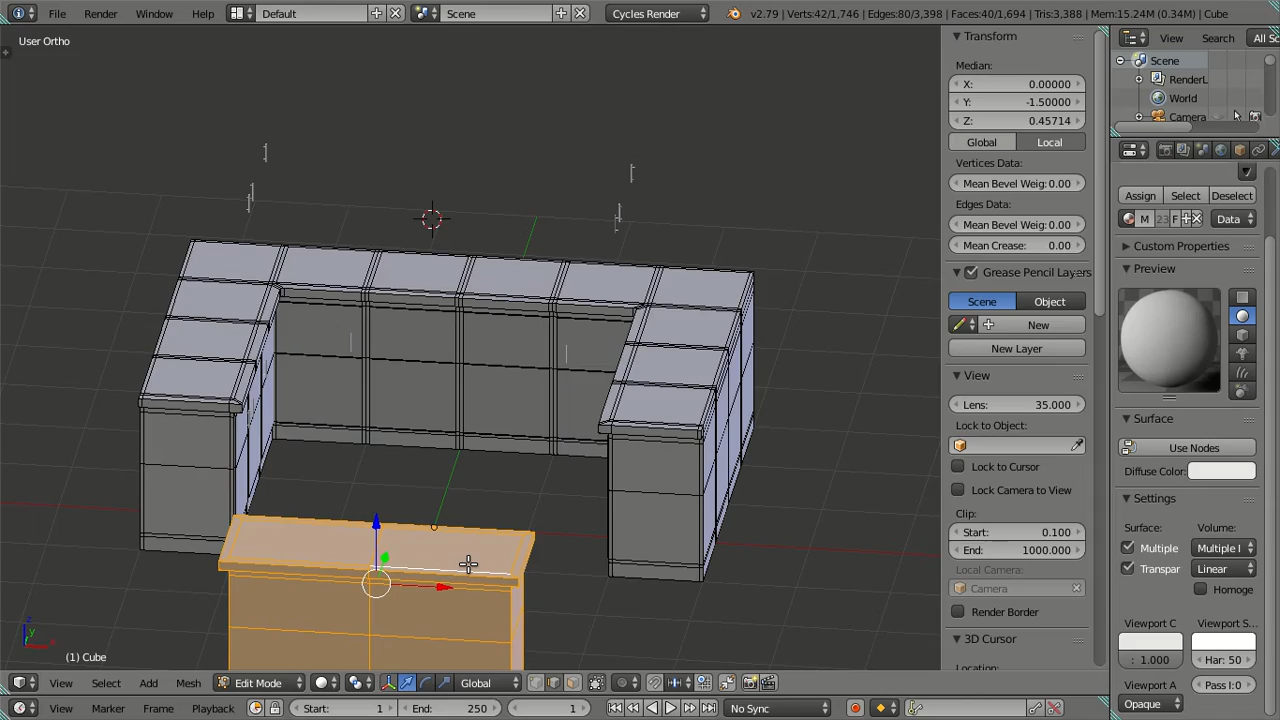 File Render Window Help Default Scene Cycles Render v2.79 | Verts:42/1,746 | Edges:80/3,398 | Faces:40/1,694 | Tris:3,388 | Mem:15.24M (0.34M) | Cube
User Ortho
Transform
Median:
X: 0.00000
Y: -1.50000
Z: 0.45714
Global Local
Vertices Data:
Mean Bevel Weig: 0.00
Edges Data:
Mean Bevel Weig: 0.00
Mean Crease: 0.00
Grease Pencil Layers
Scene Object
New
New Layer
View
Lens: 35.000
Lock to Object:
Lock to Cursor
Lock Camera to View
Clip:
Start: 0.100
End: 1000.000
Local Camera:
Camera
Render Border
3D Cursor
View Search All Sc
Scene
RenderL
World
Camera
Assign Select Deselect
M 23 F Data
Custom Properties
Preview
Surface
Use Nodes
Diffuse Color:
Settings
Surface: Volume:
Multiple Multiple I
Transpar Linear
Homoge
Viewport C Viewport S...
: 1.000 Har: 50
Viewport A Pass I: 0
Opaque
z
y
x
(1) Cube
View Select Add Mesh Edit Mode Global
View Marker Frame Playback Start: 1 End: 250 1 No Sync